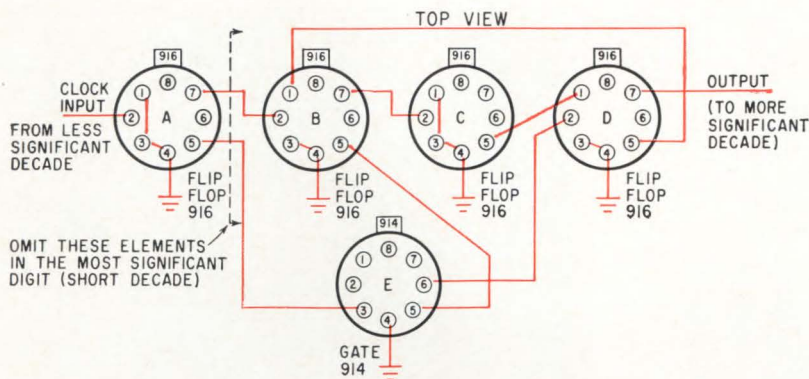 TOP VIEW
916
916
916
916
CLOCK
INPUT
FROM LESS
SIGNIFICANT
DECADE
1
2
3
4
5
6
7
8
A
1
2
3
4
5
6
7
8
B
1
2
3
4
5
6
7
8
C
1
2
3
4
5
6
7
8
D
OUTPUT
(TO MORE
SIGNIFICANT
DECADE)
FLIP
FLOP
916
FLIP
FLOP
916
FLIP
FLOP
916
FLIP
FLOP
916
OMIT THESE ELEMENTS
IN THE MOST SIGNIFICANT
DIGIT (SHORT DECADE)
914
1
2
3
4
5
6
7
8
E
GATE
914